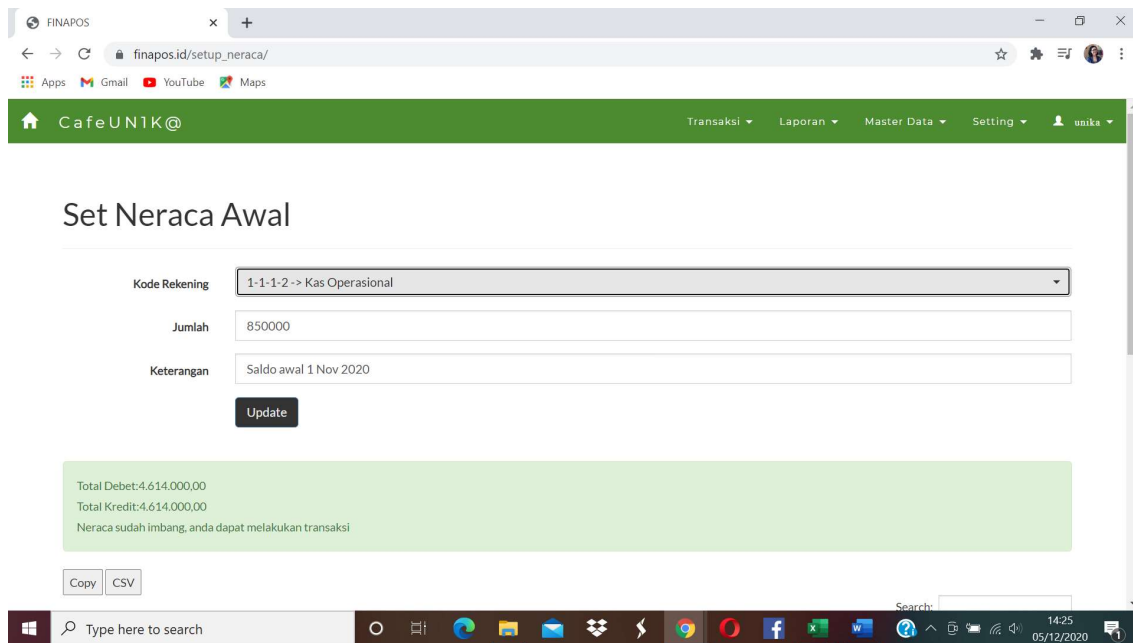 FINAPOS
finapos.id/setup_neraca/
Apps Gmail YouTube Maps
CafeUN1K@ Transaksi Laporan Master Data Setting unika
Set Neraca Awal
Kode Rekening 1-1-1-2 -> Kas Operasional
Jumlah 850000
Keterangan Saldo awal 1 Nov 2020
Update
Total Debet:4.614.000,00
Total Kredit:4.614.000,00
Neraca sudah imbang, anda dapat melakukan transaksi
Copy CSV
Search:
Type here to search
14:25
05/12/2020